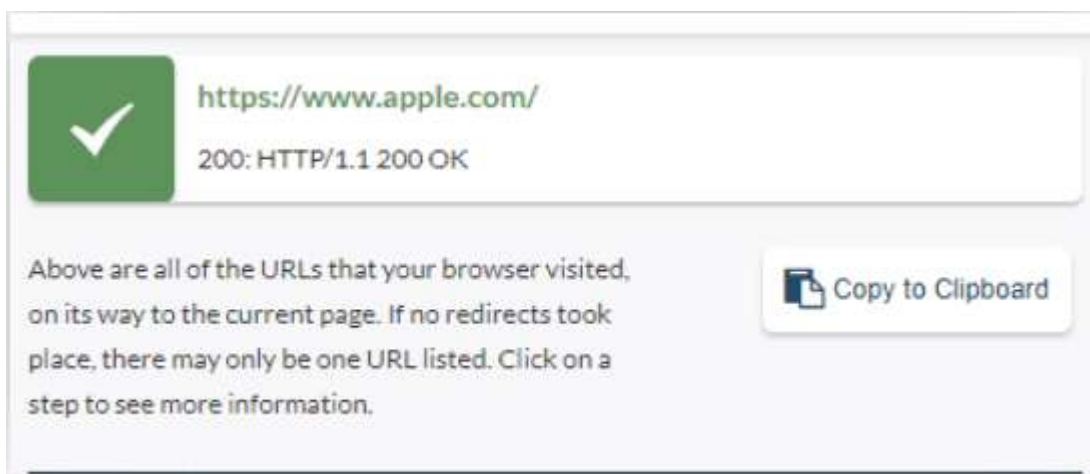 https://www.apple.com/
200: HTTP/1.1 200 OK
Above are all of the URLs that your browser visited,
on its way to the current page. If no redirects took
place, there may only be one URL listed. Click on a
step to see more information.
Copy to Clipboard